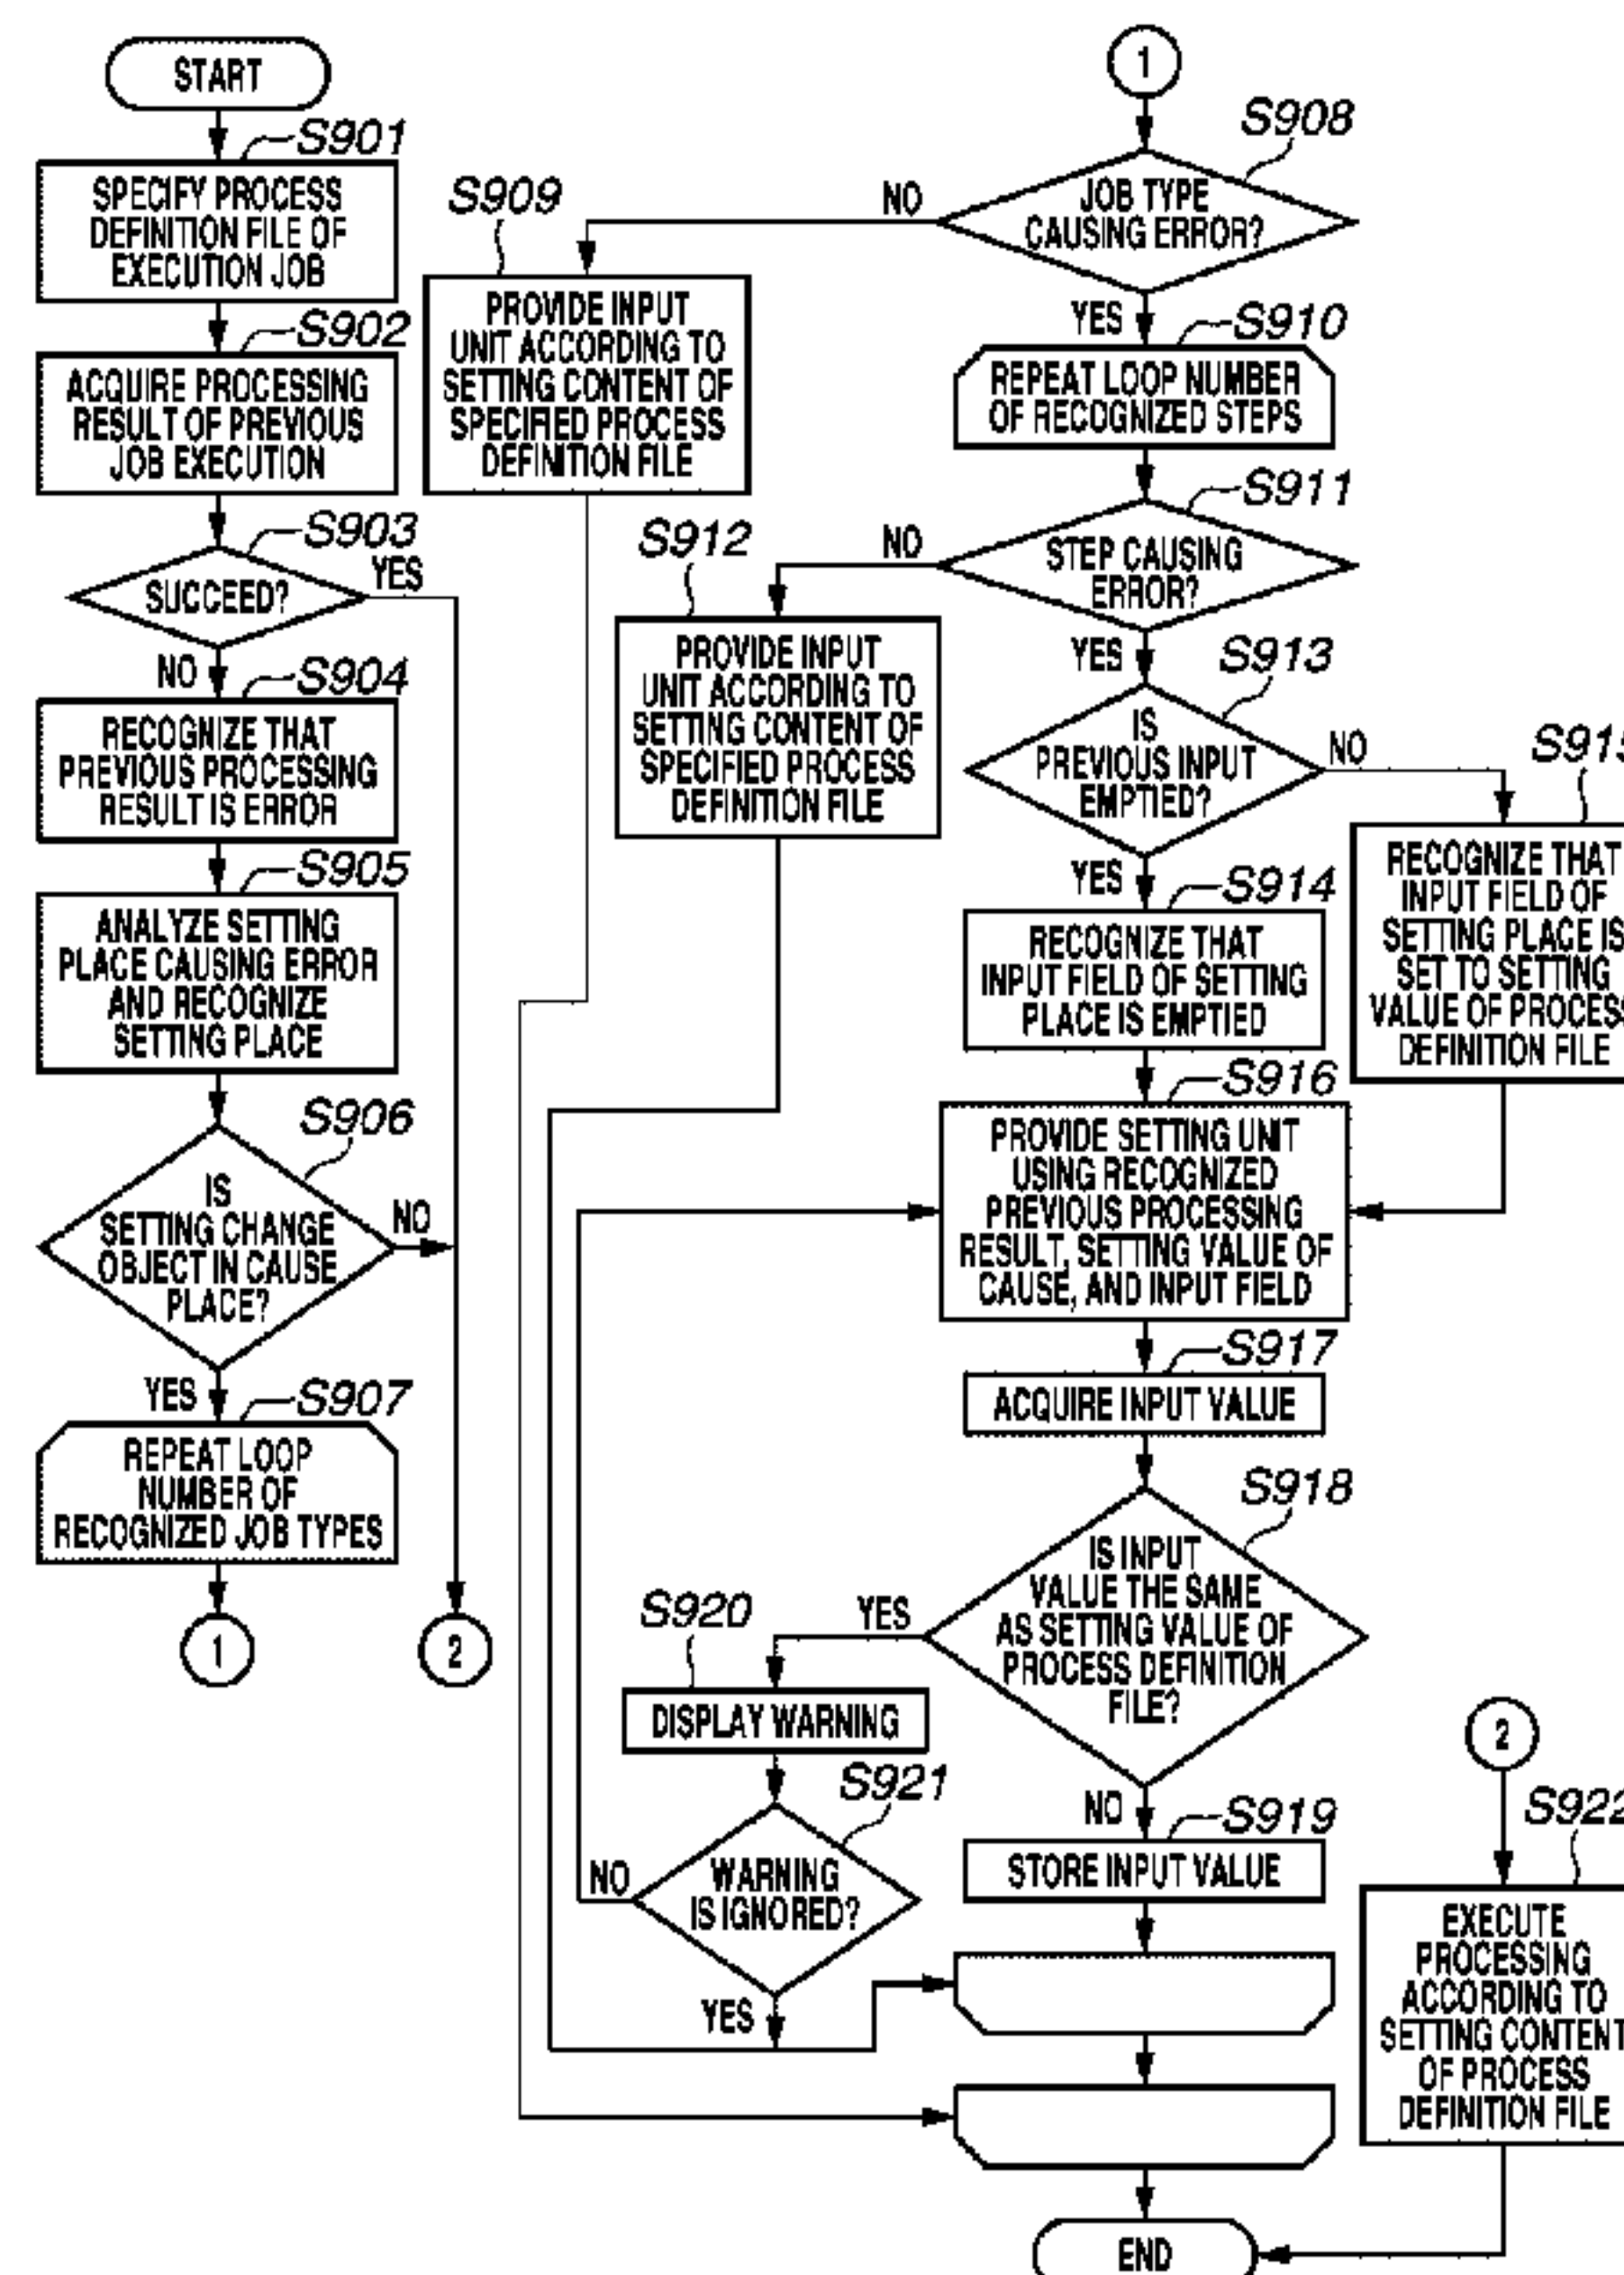 START
S901
SPECIFY PROCESS
DEFINITION FILE OF
EXECUTION JOB
S902
ACQUIRE PROCESSING
RESULT OF PREVIOUS
JOB EXECUTION
S903
SUCCEED?
YES
NO
S904
RECOGNIZE THAT
PREVIOUS PROCESSING
RESULT IS ERROR
S905
ANALYZE SETTING
PLACE CAUSING ERROR
AND RECOGNIZE
SETTING PLACE
S906
IS
SETTING CHANGE
OBJECT IN CAUSE
PLACE?
NO
YES
S907
REPEAT LOOP
NUMBER OF
RECOGNIZED JOB TYPES
1
2
1
S908
JOB TYPE
CAUSING ERROR?
NO
YES
S909
PROVIDE INPUT
UNIT ACCORDING TO
SETTING CONTENT OF
SPECIFIED PROCESS
DEFINITION FILE
S910
REPEAT LOOP NUMBER
OF RECOGNIZED STEPS
S911
STEP CAUSING
ERROR?
NO
YES
S912
PROVIDE INPUT
UNIT ACCORDING TO
SETTING CONTENT OF
SPECIFIED PROCESS
DEFINITION FILE
S913
IS
PREVIOUS INPUT
EMPTIED?
NO
YES
S914
RECOGNIZE THAT
INPUT FIELD OF SETTING
PLACE IS EMPTIED
S915
RECOGNIZE THAT
INPUT FIELD OF
SETTING PLACE IS
SET TO SETTING
VALUE OF PROCESS
DEFINITION FILE
S916
PROVIDE SETTING UNIT
USING RECOGNIZED
PREVIOUS PROCESSING
RESULT, SETTING VALUE OF
CAUSE, AND INPUT FIELD
S917
ACQUIRE INPUT VALUE
S918
IS INPUT
VALUE THE SAME
AS SETTING VALUE OF
PROCESS DEFINITION
FILE?
YES
NO
S919
STORE INPUT VALUE
S920
DISPLAY WARNING
S921
WARNING
IS IGNORED?
NO
YES
2
S922
EXECUTE
PROCESSING
ACCORDING TO
SETTING CONTENT
OF PROCESS
DEFINITION FILE
END